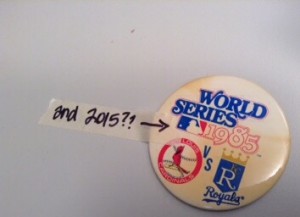 and 2015??
WORLD
SERIES
1985
VS
R
Royals